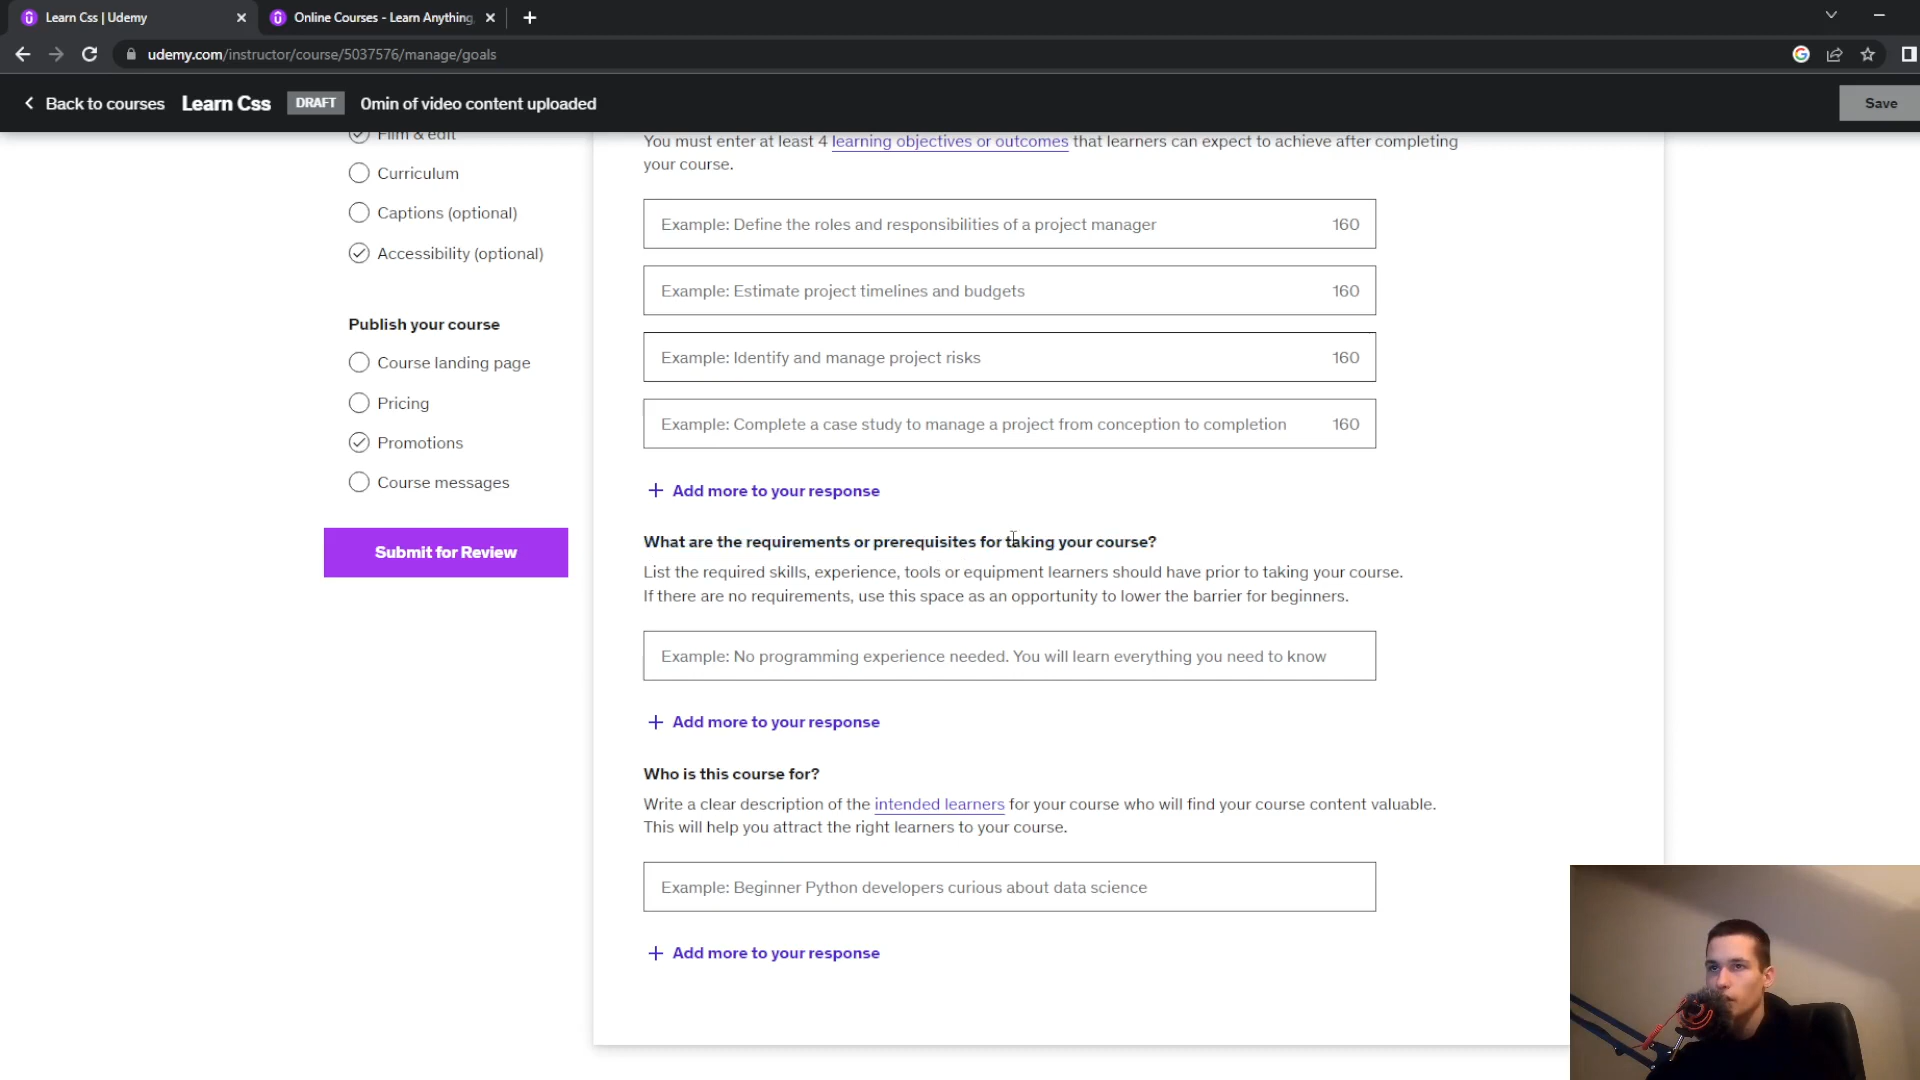 Learn Css | Udemy
Online Courses - Learn Anything,
udemy.com/instructor/course/5037576/manage/goals
Back to courses
Learn Css
DRAFT
0min of video content uploaded
Save
Film & edit
Curriculum
Captions (optional)
Accessibility (optional)
Publish your course
Course landing page
Pricing
Promotions
Course messages
Submit for Review
You must enter at least 4 learning objectives or outcomes that learners can expect to achieve after completing
your course.
Example: Define the roles and responsibilities of a project manager 160
Example: Estimate project timelines and budgets 160
Example: Identify and manage project risks 160
Example: Complete a case study to manage a project from conception to completion 160
+ Add more to your response
What are the requirements or prerequisites for taking your course?
List the required skills, experience, tools or equipment learners should have prior to taking your course.
If there are no requirements, use this space as an opportunity to lower the barrier for beginners.
Example: No programming experience needed. You will learn everything you need to know
+ Add more to your response
Who is this course for?
Write a clear description of the intended learners for your course who will find your course content valuable.
This will help you attract the right learners to your course.
Example: Beginner Python developers curious about data science
+ Add more to your response